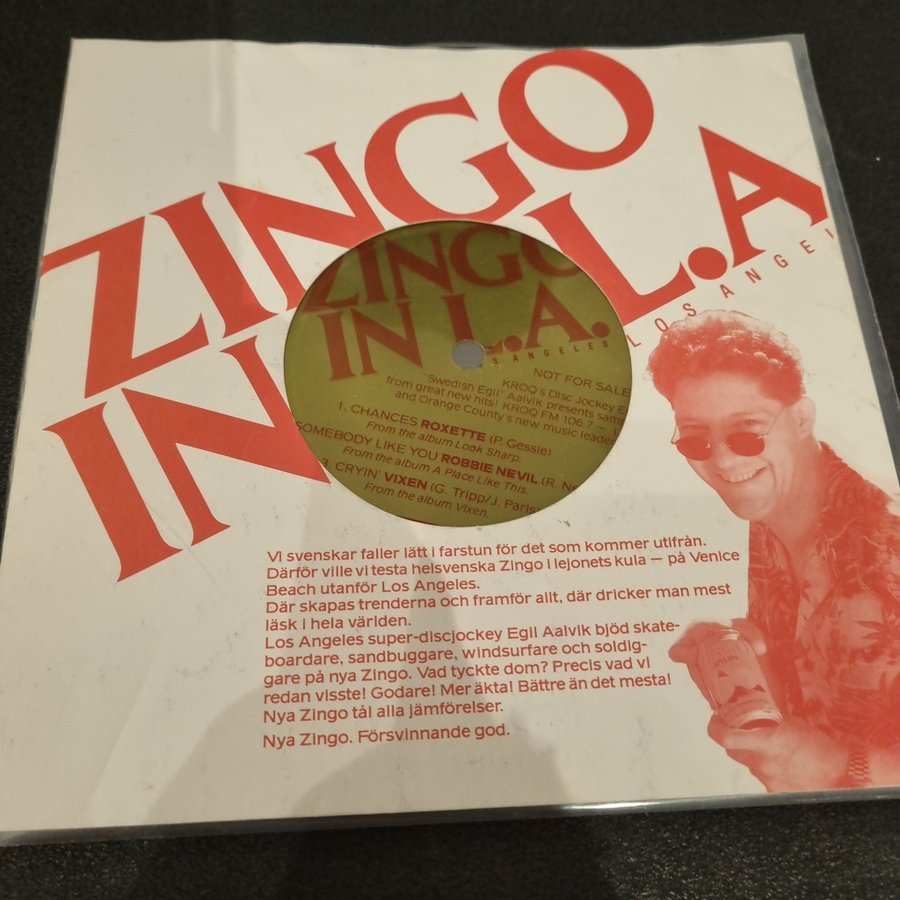 ZINGO
IN L.A
LOS ANGEL
ZINGO
IN L.A.
S ANGELES
NOT FOR SALE
KROQ's Disc Jockey
"Swedish Egil" Aalvik presents
from great new hits! KROQ FM 106.7 –
and Orange County's new music leader
1. CHANCES ROXETTE (P. Gessle)
From the album Look Sharp.
SOMEBODY LIKE YOU ROBBIE NEVIL (R.
From the album A Place Like This.
3. CRYIN' VIXEN (G. Tripp/J. Paris)
From the album Vixen.
Vi svenskar faller lätt i farstun för det som kommer utifrån.
Därför ville vi testa helsvenska Zingo i lejonets kula – på Venice
Beach utanför Los Angeles.
Där skapas trenderna och framför allt, där dricker man mest
läsk i hela världen.
Los Angeles super-discjockey Egil Aalvik bjöd skate-
boardare, sandbuggare, windsurfare och soldig-
gare på nya Zingo. Vad tyckte dom? Precis vad vi
redan visste! Godare! Mer äkta! Bättre än det mesta!
Nya Zingo tål alla jämförelser.
Nya Zingo. Försvinnande god.